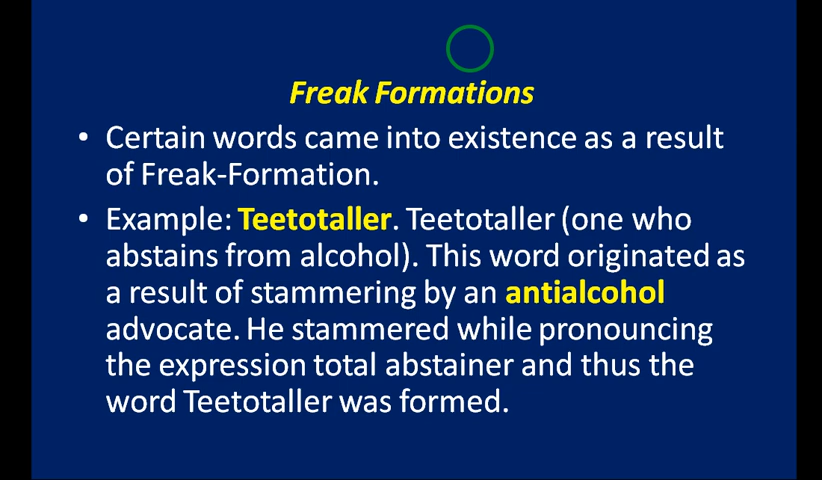 Freak Formations
• Certain words came into existence as a result
of Freak-Formation.
• Example: Teetotaller. Teetotaller (one who
abstains from alcohol). This word originated as
a result of stammering by an antialcohol
advocate. He stammered while pronouncing
the expression total abstainer and thus the
word Teetotaller was formed.